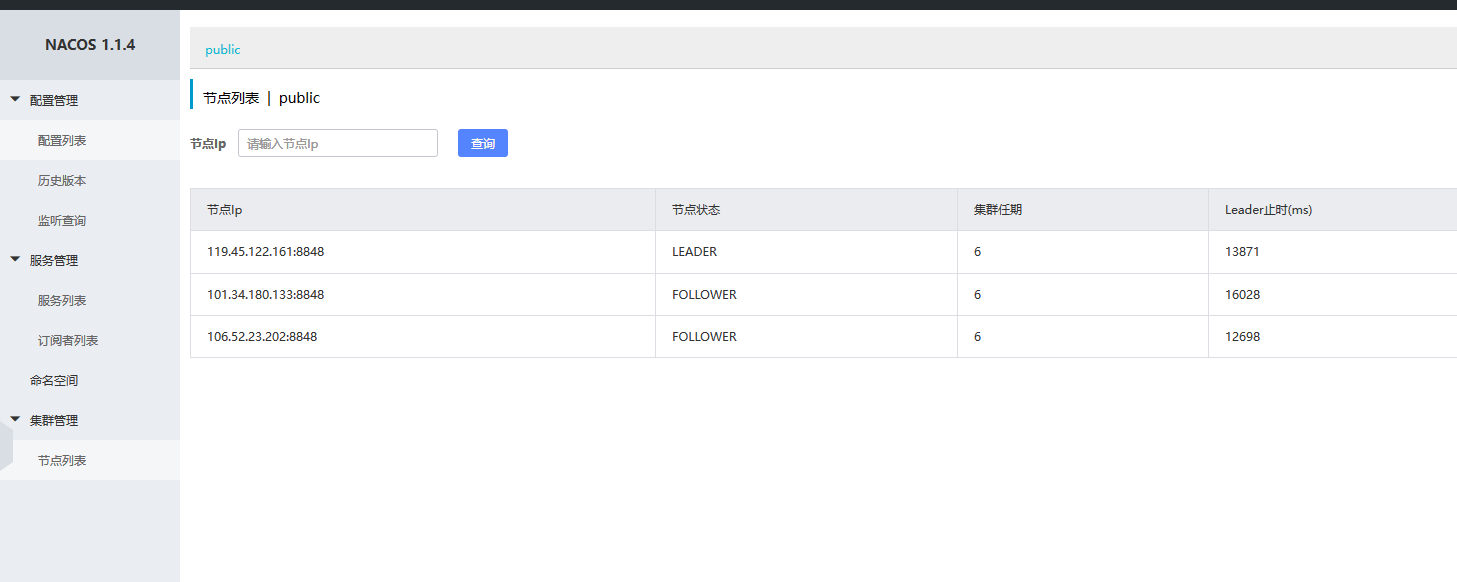 NACOS 1.1.4
配置管理
配置列表
历史版本
监听查询
服务管理
服务列表
订阅者列表
命名空间
集群管理
节点列表
public
节点列表 | public
节点Ip 请输入节点Ip 查询
节点Ip 节点状态 集群任期 Leader止时(ms)
119.45.122.161:8848 LEADER 6 13871
101.34.180.133:8848 FOLLOWER 6 16028
106.52.23.202:8848 FOLLOWER 6 12698